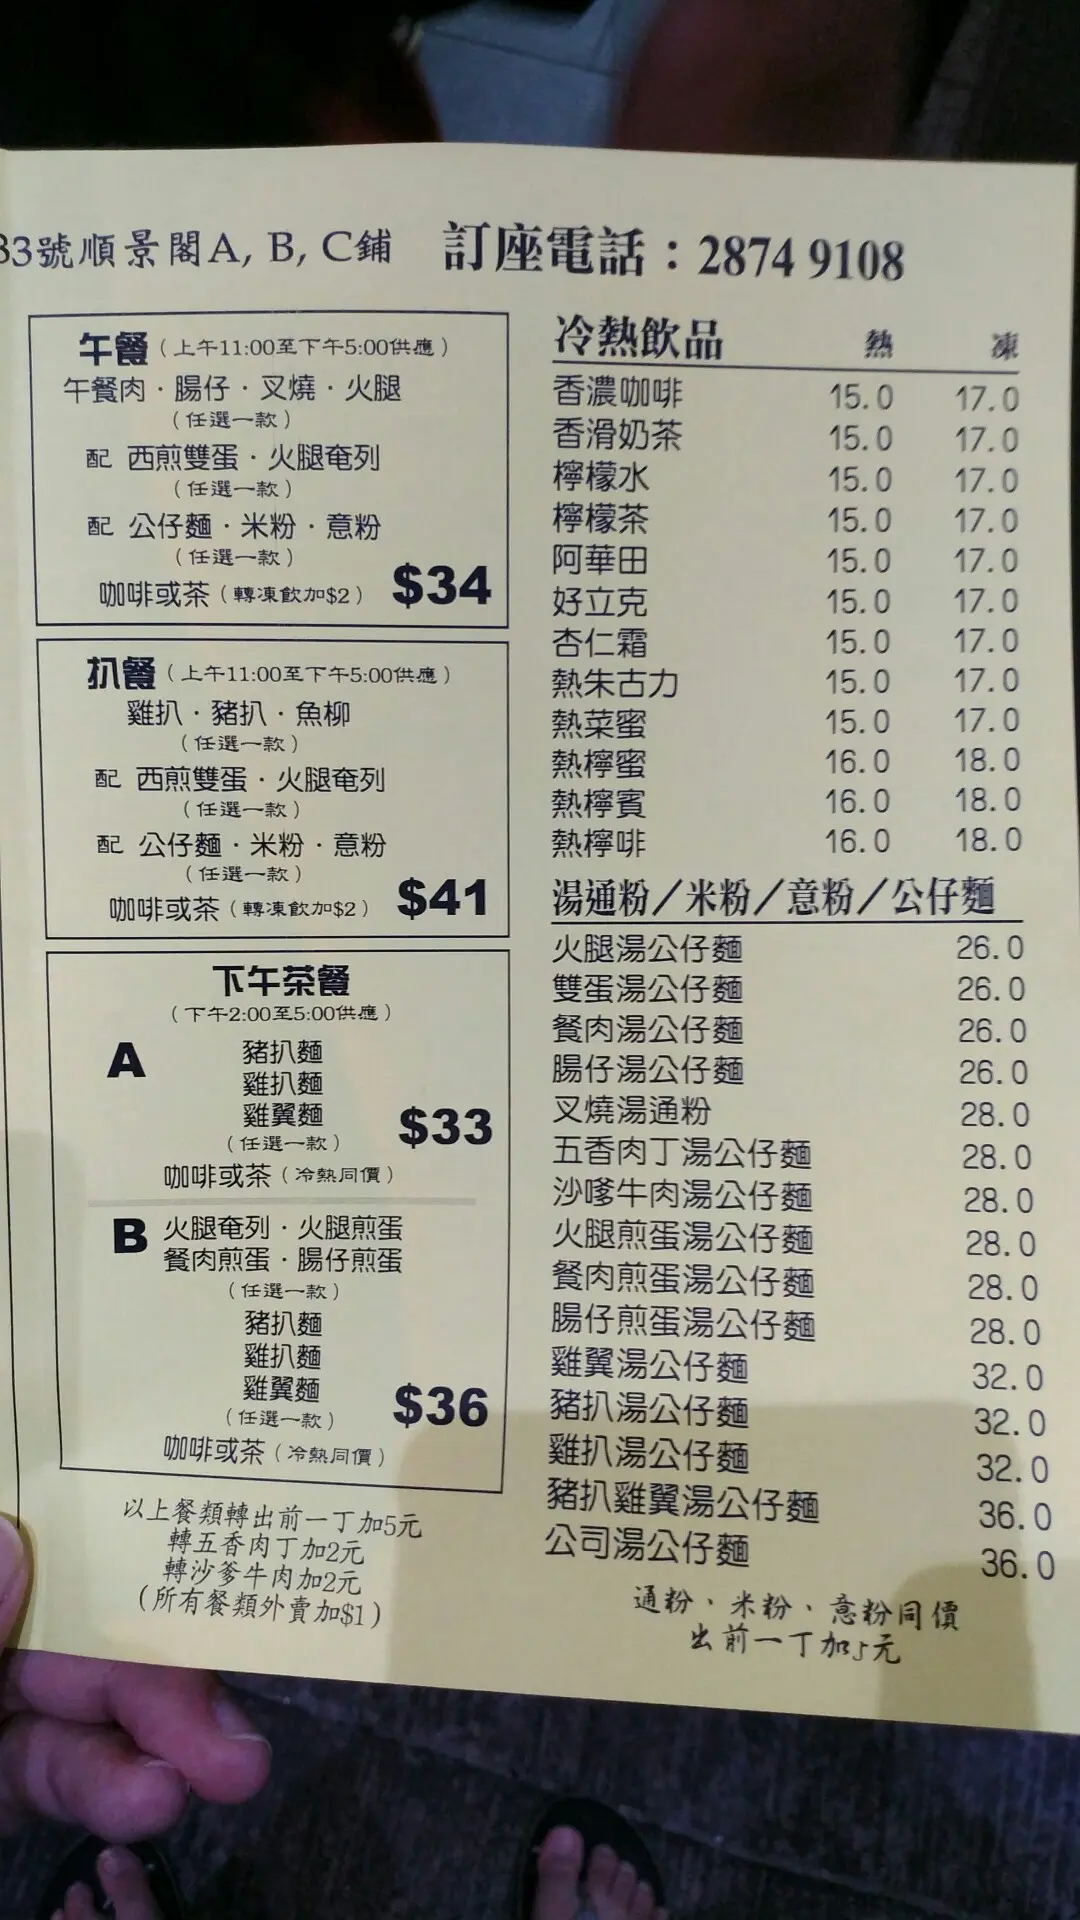 33號順景閣A, B, C鋪 訂座電話：2874 9108
午餐（上午11:00至下午5:00供應）
午餐肉·腸仔·叉燒·火腿
（任選一款）
配 西煎雙蛋·火腿奄列
（任選一款）
配 公仔麵·米粉·意粉
（任選一款）
咖啡或茶（轉凍飲加$2） $34
扒餐（上午11:00至下午5:00供應）
雞扒·豬扒·魚柳
（任選一款）
配 西煎雙蛋·火腿奄列
（任選一款）
配 公仔麵·米粉·意粉
（任選一款）
咖啡或茶（轉凍飲加$2） $41
下午茶餐
（下午2:00至5:00供應）
A 豬扒麵
雞扒麵
雞翼麵
（任選一款） $33
咖啡或茶（冷熱同價）
B 火腿奄列·火腿煎蛋
餐肉煎蛋·腸仔煎蛋
（任選一款）
豬扒麵
雞扒麵
雞翼麵
（任選一款） $36
咖啡或茶（冷熱同價）
以上餐類轉出前一丁加5元
轉五香肉丁加2元
轉沙爹牛肉加2元
（所有餐類外賣加$1）
冷熱飲品 熱 凍
香濃咖啡 15.0 17.0
香滑奶茶 15.0 17.0
檸檬水 15.0 17.0
檸檬茶 15.0 17.0
阿華田 15.0 17.0
好立克 15.0 17.0
杏仁霜 15.0 17.0
熱朱古力 15.0 17.0
熱菜蜜 15.0 17.0
熱檸蜜 16.0 18.0
熱檸賓 16.0 18.0
熱檸啡 16.0 18.0
湯通粉／米粉／意粉／公仔麵
火腿湯公仔麵 26.0
雙蛋湯公仔麵 26.0
餐肉湯公仔麵 26.0
腸仔湯公仔麵 26.0
叉燒湯通粉 28.0
五香肉丁湯公仔麵 28.0
沙嗲牛肉湯公仔麵 28.0
火腿煎蛋湯公仔麵 28.0
餐肉煎蛋湯公仔麵 28.0
腸仔煎蛋湯公仔麵 28.0
雞翼湯公仔麵 32.0
豬扒湯公仔麵 32.0
雞扒湯公仔麵 32.0
豬扒雞翼湯公仔麵 36.0
公司湯公仔麵 36.0
通粉、米粉、意粉同價
出前一丁加5元